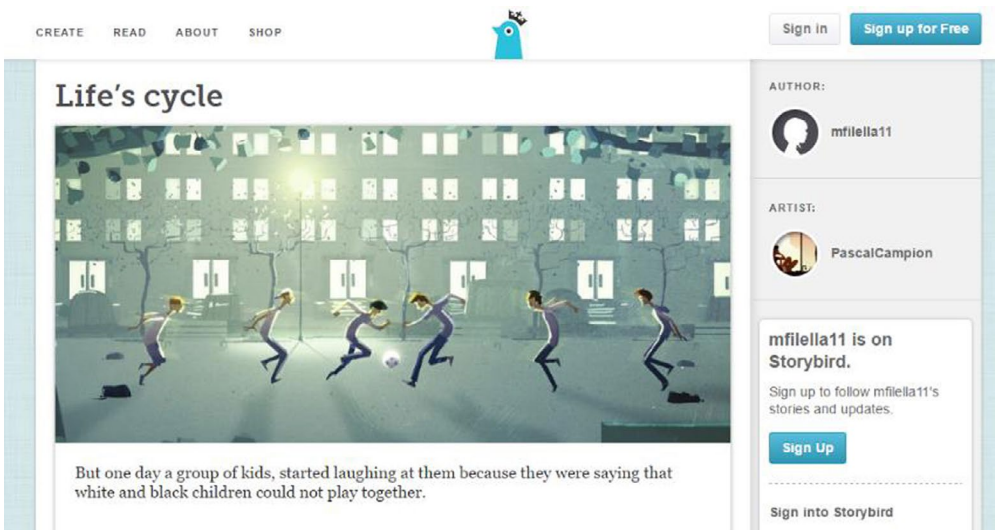 CREATE READ ABOUT SHOP Sign in Sign up for Free
Life's cycle
But one day a group of kids, started laughing at them because they were saying that
white and black children could not play together.
AUTHOR:
mfilella11
ARTIST:
PascalCampion
mfilella11 is on
Storybird.
Sign up to follow mfilella11's
stories and updates.
Sign Up
Sign into Storybird